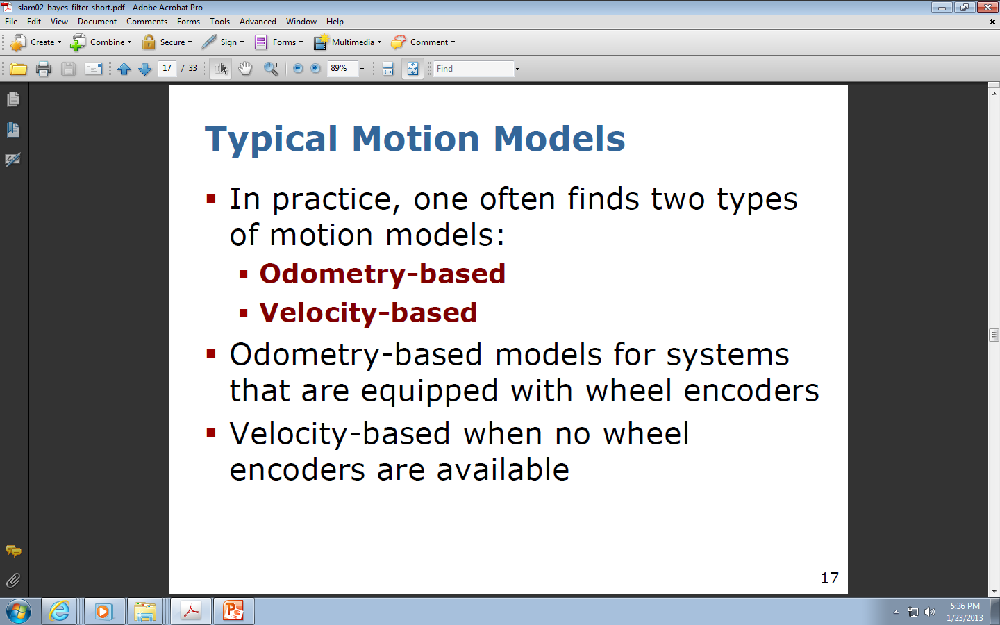 slam02-bayes-filter-short.pdf - Adobe Acrobat Pro
File Edit View Document Comments Forms Tools Advanced Window Help
Create Combine Secure Sign Forms Multimedia Comment
17 / 33 89% Find
Typical Motion Models
In practice, one often finds two types
of motion models:
Odometry-based
Velocity-based
Odometry-based models for systems
that are equipped with wheel encoders
Velocity-based when no wheel
encoders are available
17
5:36 PM
1/23/2013